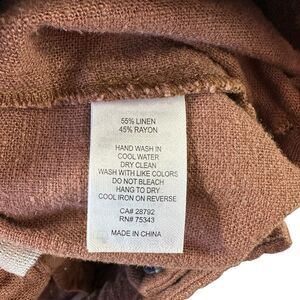 55% LINEN
45% RAYON
HAND WASH IN
COOL WATER
DRY CLEAN
WASH WITH LIKE COLORS
DO NOT BLEACH
HANG TO DRY
COOL IRON ON REVERSE
CA# 28792
RN# 75343
MADE IN CHINA